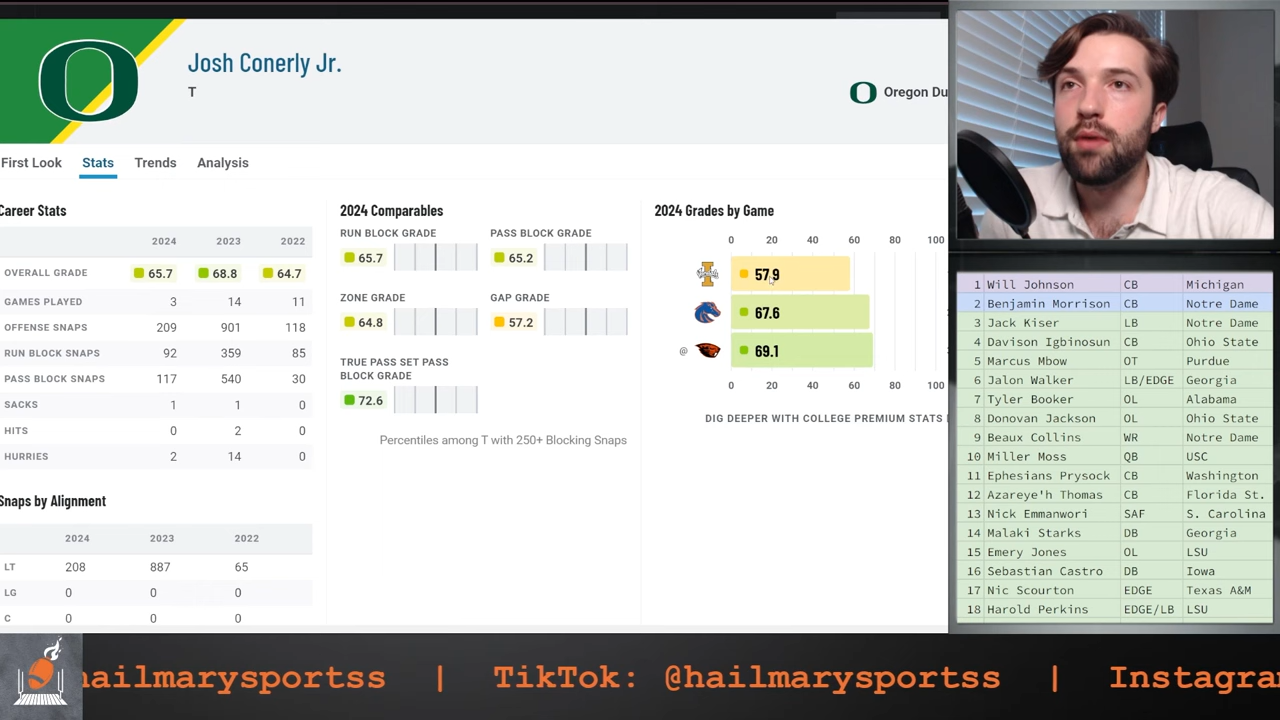 Josh Conerly Jr.
T
Oregon Du
First Look Stats Trends Analysis
Career Stats
2024 2023 2022
OVERALL GRADE 65.7 68.8 64.7
GAMES PLAYED 3 14 11
OFFENSE SNAPS 209 901 118
RUN BLOCK SNAPS 92 359 85
PASS BLOCK SNAPS 117 540 30
SACKS 1 1 0
HITS 0 2 0
HURRIES 2 14 0
Snaps by Alignment
2024 2023 2022
LT 208 887 65
LG 0 0 0
C 0 0 0
2024 Comparables
RUN BLOCK GRADE PASS BLOCK GRADE
65.7 65.2
ZONE GRADE GAP GRADE
64.8 57.2
TRUE PASS SET PASS
BLOCK GRADE
72.6
Percentiles among T with 250+ Blocking Snaps
2024 Grades by Game
0 20 40 60 80 100
57.9
67.6
@ 69.1
0 20 40 60 80 100
DIG DEEPER WITH COLLEGE PREMIUM STATS
1 Will Johnson CB Michigan
2 Benjamin Morrison CB Notre Dame
3 Jack Kiser LB Notre Dame
4 Davison Igbinosun CB Ohio State
5 Marcus Mbow OT Purdue
6 Jalon Walker LB/EDGE Georgia
7 Tyler Booker OL Alabama
8 Donovan Jackson OL Ohio State
9 Beaux Collins WR Notre Dame
10 Miller Moss QB USC
11 Ephesians Prysock CB Washington
12 Azareye'h Thomas CB Florida St.
13 Nick Emmanwori SAF S. Carolina
14 Malaki Starks DB Georgia
15 Emery Jones OL LSU
16 Sebastian Castro DB Iowa
17 Nic Scourton EDGE Texas A&M
18 Harold Perkins EDGE/LB LSU
hailmarysportss | TikTok: @hailmarysportss | Instagra